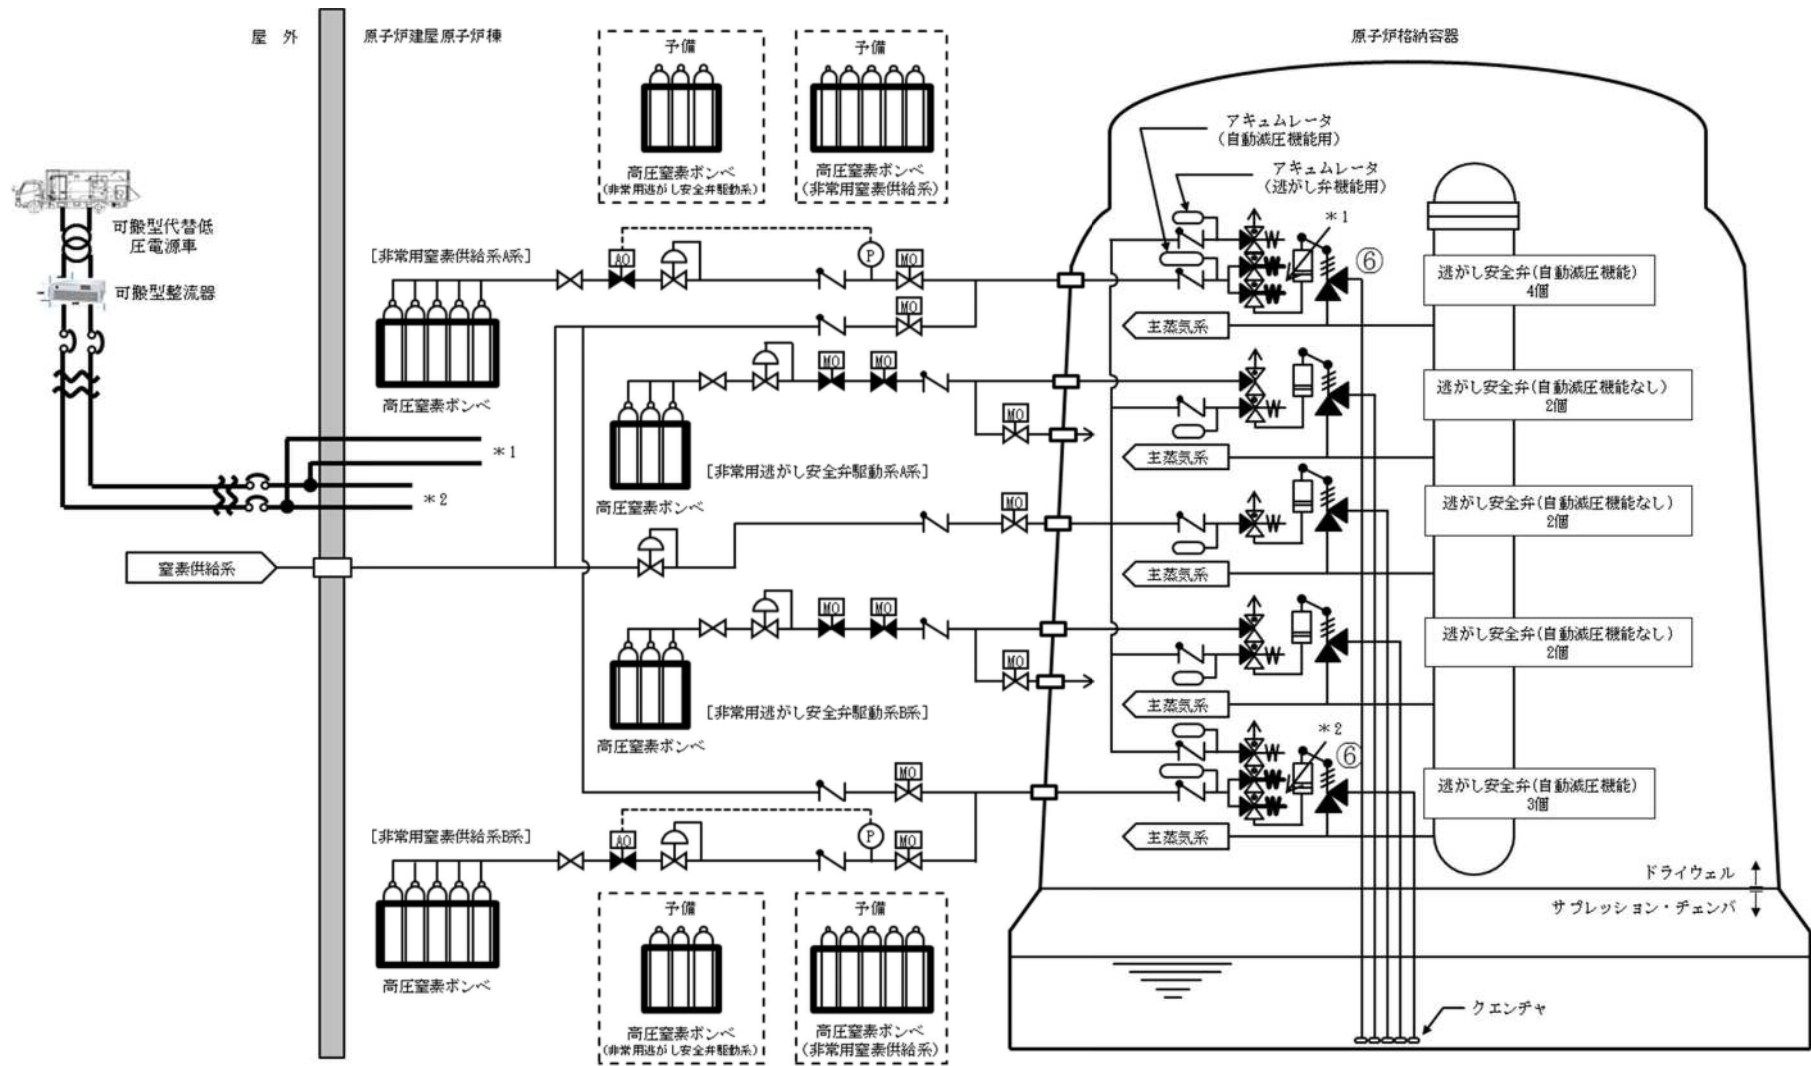 屋 外
原子炉建屋原子炉棟
原子炉格納容器
予備
高圧窒素ボンベ
(非常用逃がし安全弁駆動系)
予備
高圧窒素ボンベ
(非常用窒素供給系)
可搬型代替低
圧電源車
可搬型整流器
[非常用窒素供給系A系]
高圧窒素ボンベ
AO
P
MO
MO
アキュムレータ
(自動減圧機能用)
アキュムレータ
(逃がし弁機能用)
*1
⑥
逃がし安全弁(自動減圧機能)
4個
主蒸気系
MO
MO
MO
高圧窒素ボンベ
[非常用逃がし安全弁駆動系A系]
逃がし安全弁(自動減圧機能なし)
2個
主蒸気系
*1
*2
MO
逃がし安全弁(自動減圧機能なし)
2個
主蒸気系
窒素供給系
MO
MO
MO
高圧窒素ボンベ
[非常用逃がし安全弁駆動系B系]
逃がし安全弁(自動減圧機能なし)
2個
主蒸気系
*2
⑥
MO
逃がし安全弁(自動減圧機能)
3個
主蒸気系
[非常用窒素供給系B系]
AO
P
MO
高圧窒素ボンベ
予備
高圧窒素ボンベ
(非常用逃がし安全弁駆動系)
予備
高圧窒素ボンベ
(非常用窒素供給系)
ドライウェル
サプレッション・チェンバ
クエンチャ